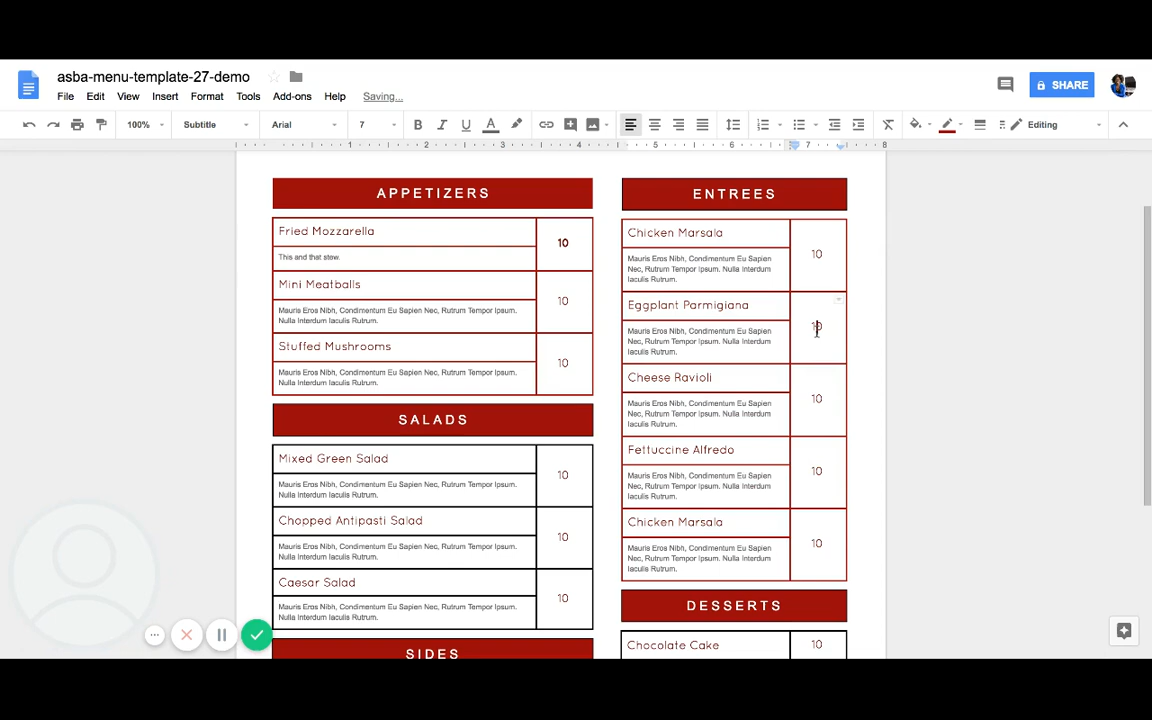 asba-menu-template-27-demo
File Edit View Insert Format Tools Add-ons Help Saving...
SHARE
100% Subtitle Arial 7 B I U A Editing
1 2 3 4 5 6 7 8
APPETIZERS
Fried Mozzarella
10
This and that stew.
Mini Meatballs
10
Mauris Eros Nibh, Condimentum Eu Sapien Nec, Rutrum Tempor Ipsum.
Nulla Interdum Iaculis Rutrum.
Stuffed Mushrooms
10
Mauris Eros Nibh, Condimentum Eu Sapien Nec, Rutrum Tempor Ipsum.
Nulla Interdum Iaculis Rutrum.
SALADS
Mixed Green Salad
10
Mauris Eros Nibh, Condimentum Eu Sapien Nec, Rutrum Tempor Ipsum.
Nulla Interdum Iaculis Rutrum.
Chopped Antipasti Salad
10
Mauris Eros Nibh, Condimentum Eu Sapien Nec, Rutrum Tempor Ipsum.
Nulla Interdum Iaculis Rutrum.
Caesar Salad
10
Mauris Eros Nibh, Condimentum Eu Sapien Nec, Rutrum Tempor Ipsum.
Nulla Interdum Iaculis Rutrum.
SIDES
ENTREES
Chicken Marsala
10
Mauris Eros Nibh, Condimentum Eu Sapien
Nec, Rutrum Tempor Ipsum. Nulla Interdum
Iaculis Rutrum.
Eggplant Parmigiana
10
Mauris Eros Nibh, Condimentum Eu Sapien
Nec, Rutrum Tempor Ipsum. Nulla Interdum
Iaculis Rutrum.
Cheese Ravioli
10
Mauris Eros Nibh, Condimentum Eu Sapien
Nec, Rutrum Tempor Ipsum. Nulla Interdum
Iaculis Rutrum.
Fettuccine Alfredo
10
Mauris Eros Nibh, Condimentum Eu Sapien
Nec, Rutrum Tempor Ipsum. Nulla Interdum
Iaculis Rutrum.
Chicken Marsala
10
Mauris Eros Nibh, Condimentum Eu Sapien
Nec, Rutrum Tempor Ipsum. Nulla Interdum
Iaculis Rutrum.
DESSERTS
Chocolate Cake
10